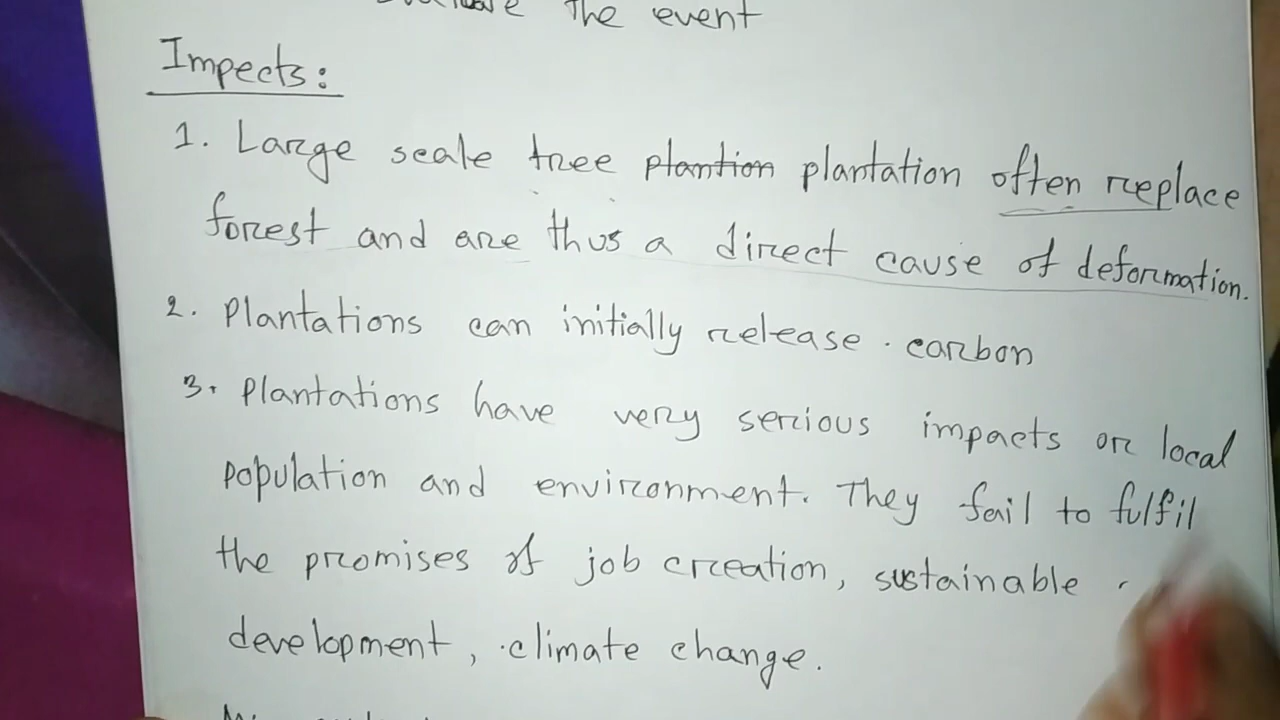 the event
Impects:
1. Large scale tree plantion plantation often replace
forest and are thus a direct cause of deformation.
2. Plantations can initially release carbon
3. Plantations have very serious impacts on local
population and environment. They fail to fulfil
the promises of job creation, sustainable
development, climate change.